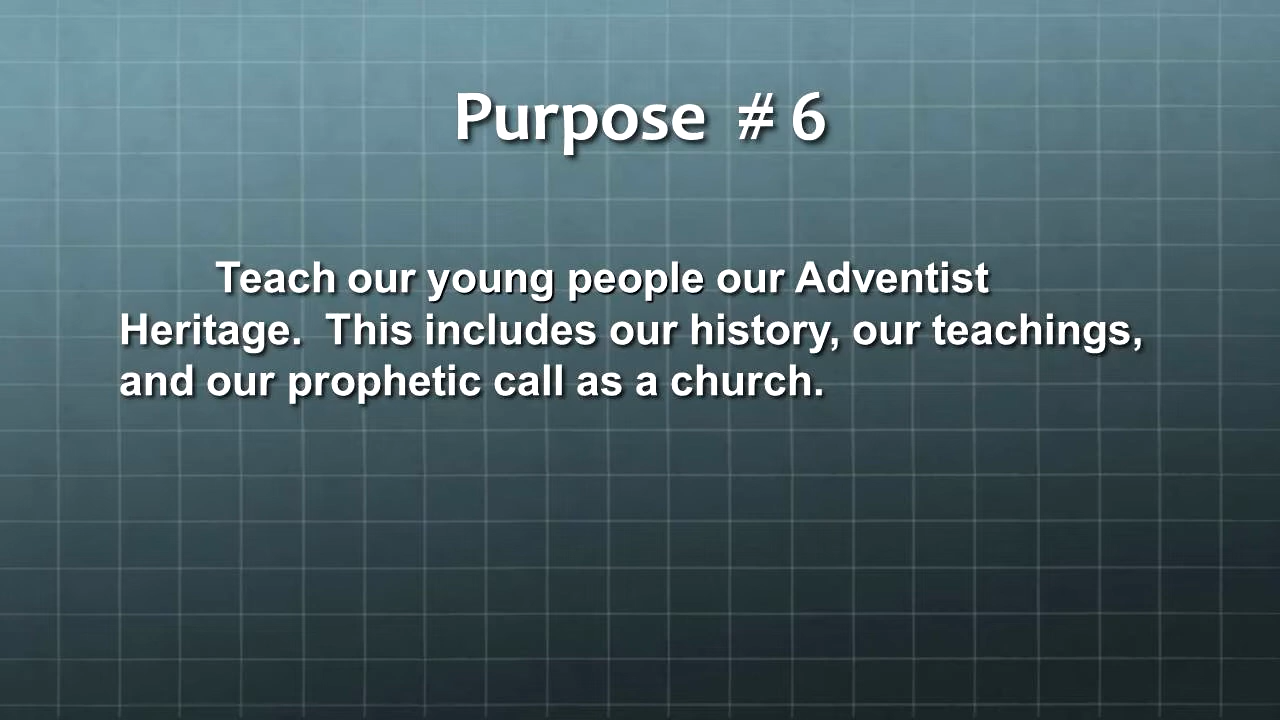 Purpose # 6
Teach our young people our Adventist
Heritage. This includes our history, our teachings,
and our prophetic call as a church.